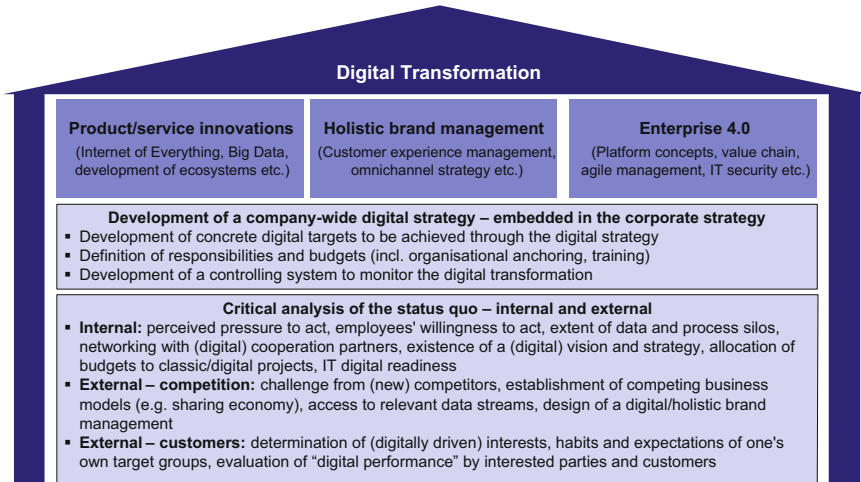 Digital Transformation
Product/service innovations
(Internet of Everything, Big Data,
development of ecosystems etc.)
Holistic brand management
(Customer experience management,
omnichannel strategy etc.)
Enterprise 4.0
(Platform concepts, value chain,
agile management, IT security etc.)
Development of a company-wide digital strategy – embedded in the corporate strategy
▪ Development of concrete digital targets to be achieved through the digital strategy
▪ Definition of responsibilities and budgets (incl. organisational anchoring, training)
▪ Development of a controlling system to monitor the digital transformation
Critical analysis of the status quo – internal and external
▪ Internal: perceived pressure to act, employees' willingness to act, extent of data and process silos,
networking with (digital) cooperation partners, existence of a (digital) vision and strategy, allocation of
budgets to classic/digital projects, IT digital readiness
▪ External – competition: challenge from (new) competitors, establishment of competing business
models (e.g. sharing economy), access to relevant data streams, design of a digital/holistic brand
management
▪ External – customers: determination of (digitally driven) interests, habits and expectations of one's
own target groups, evaluation of “digital performance” by interested parties and customers